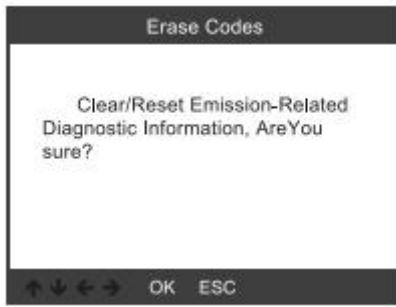 Erase Codes
Clear/Reset Emission-Related
Diagnostic Information, AreYou
sure?
OK ESC